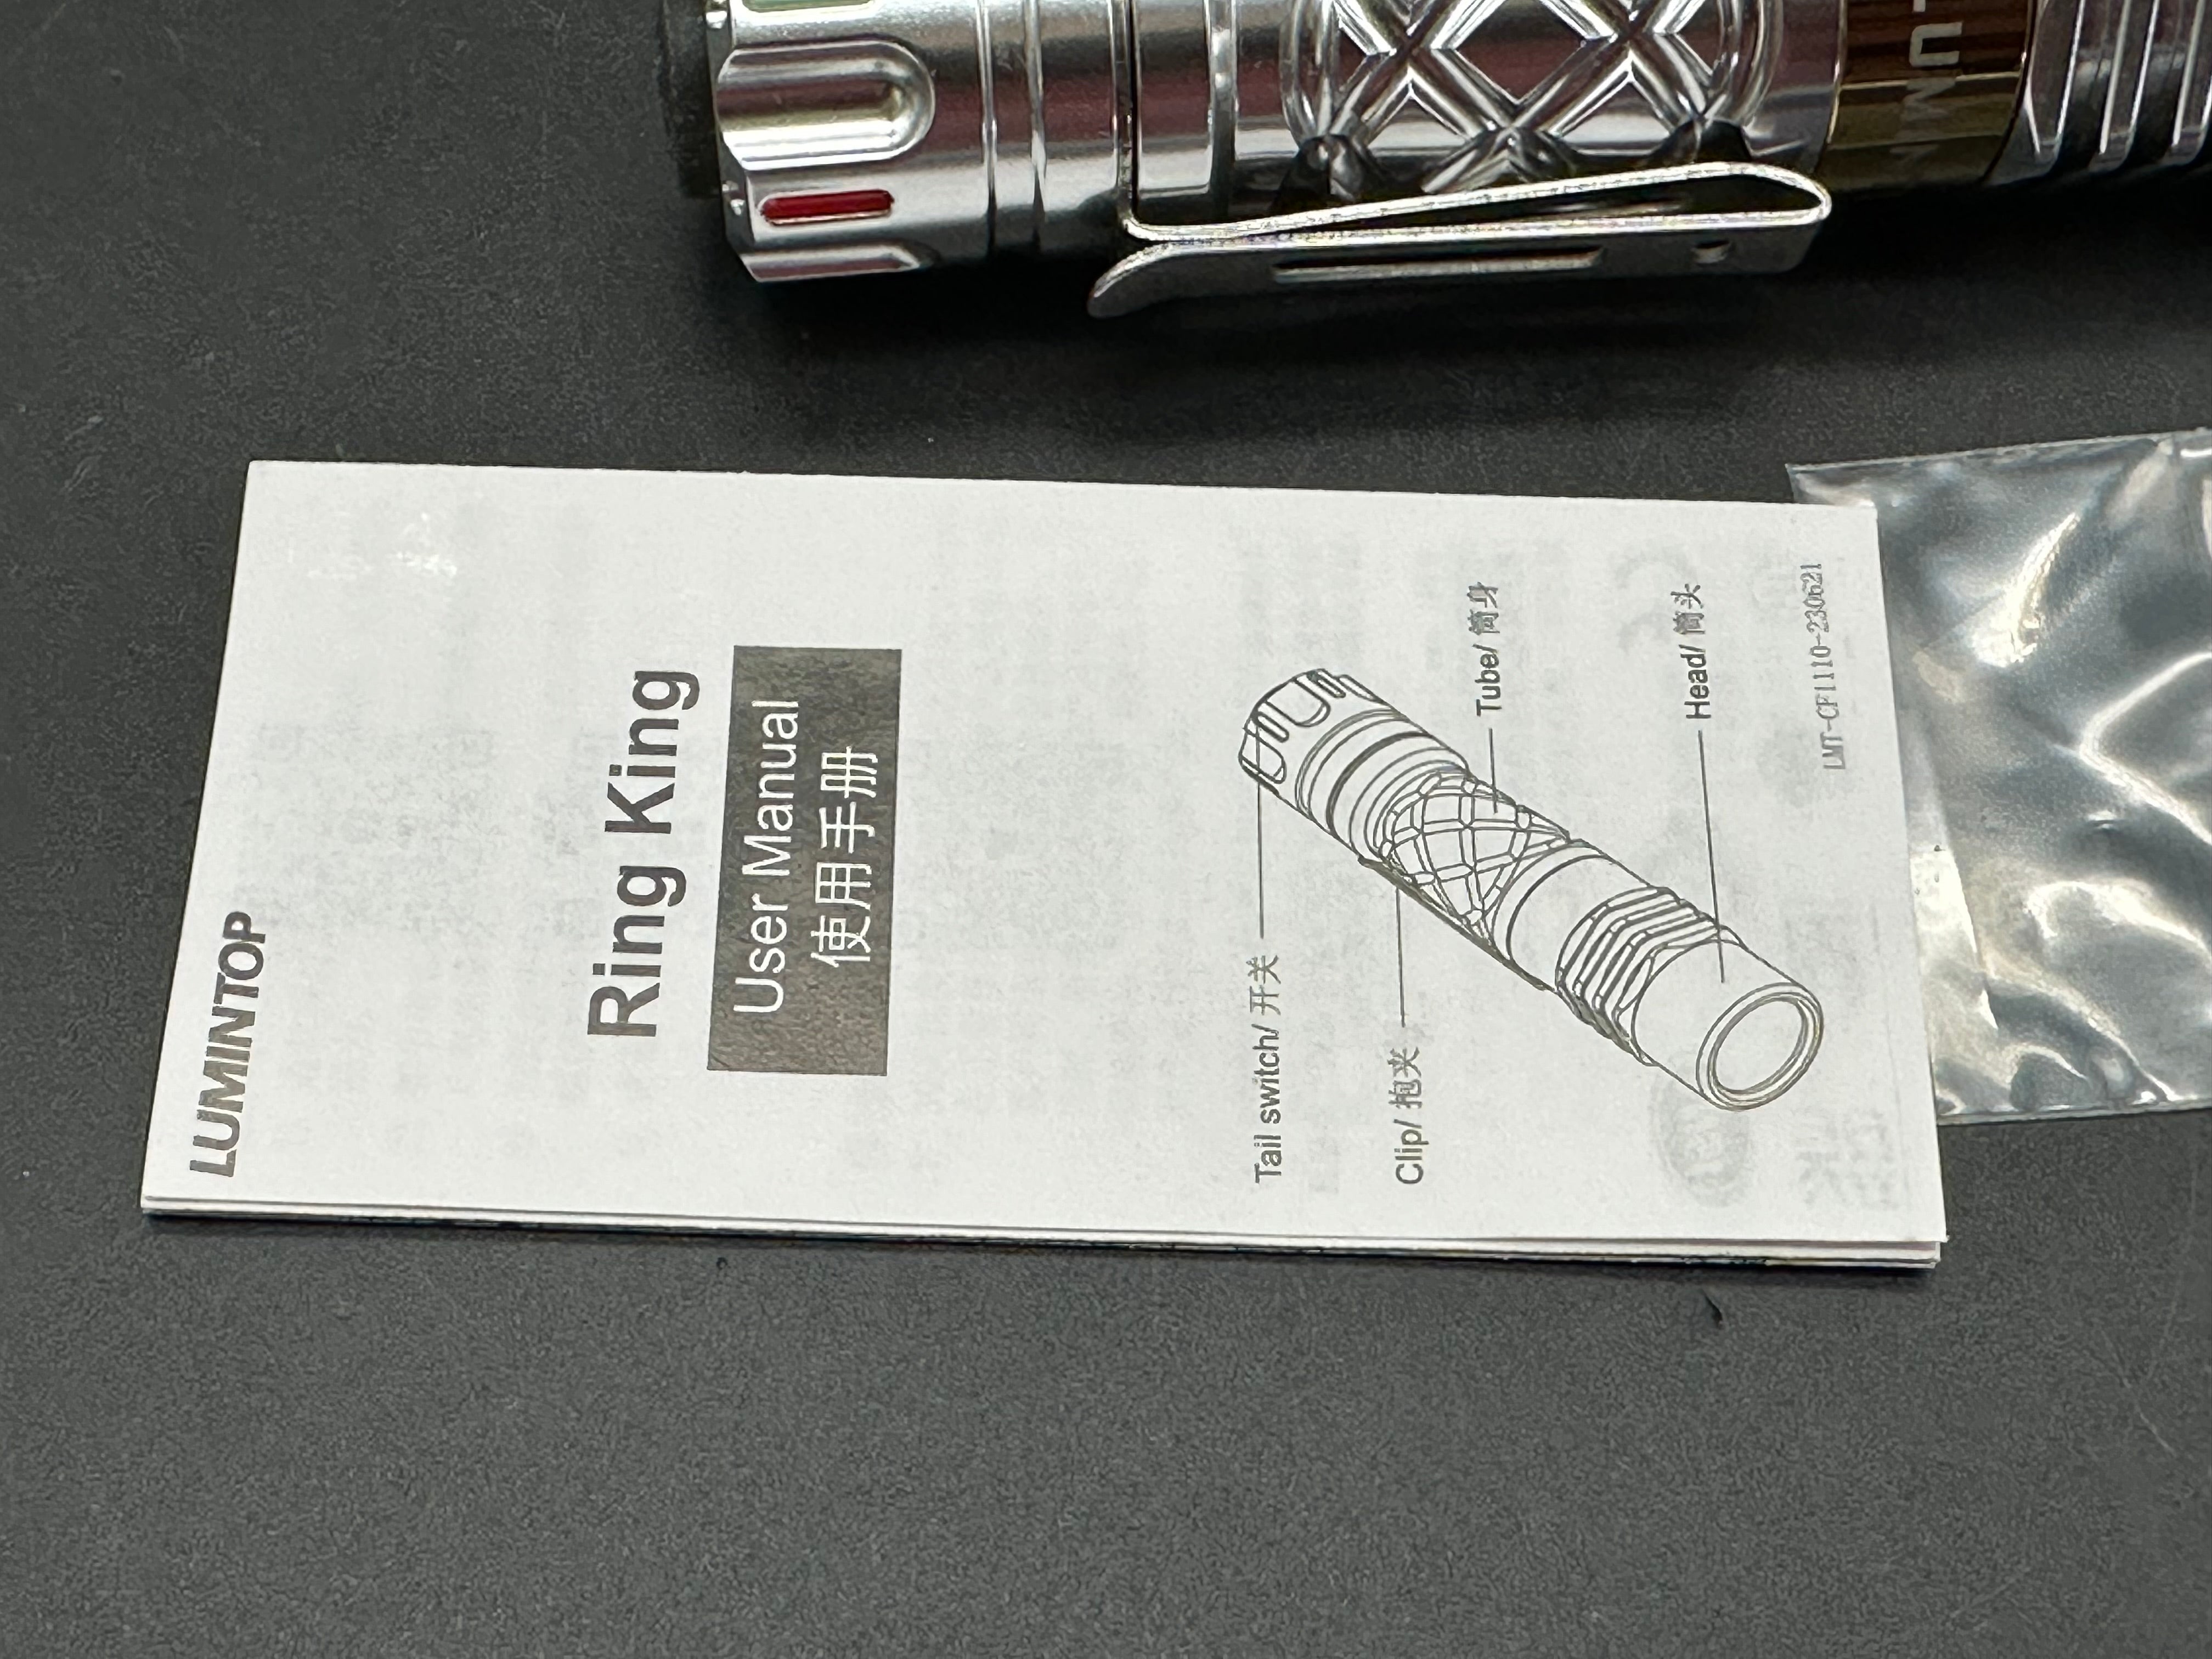 LUMINTOP
Ring King
User Manual
使用手册
Tail switch/ 开关
Clip/ 抱夹
Tube/ 筒身
Head/ 筒头
LMT-CF1110-230621
LUMIN